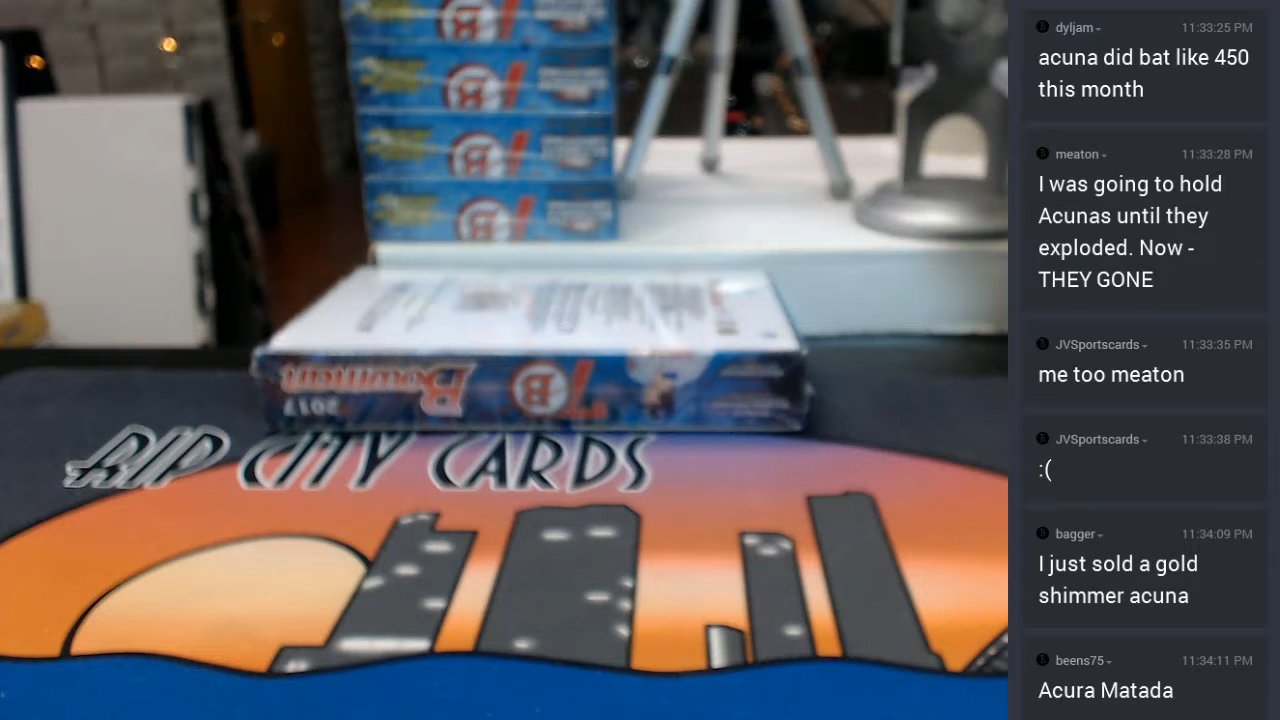 Bowman
2017
B
RIP CITY CARDS
dyljam
11:33:25 PM
acuna did bat like 450
this month
meaton
11:33:28 PM
I was going to hold
Acunas until they
exploded. Now -
THEY GONE
JVSportscards
11:33:35 PM
me too meaton
JVSportscards
11:33:38 PM
:(
bagger
11:34:09 PM
I just sold a gold
shimmer acuna
beens75
11:34:11 PM
Acura Matada